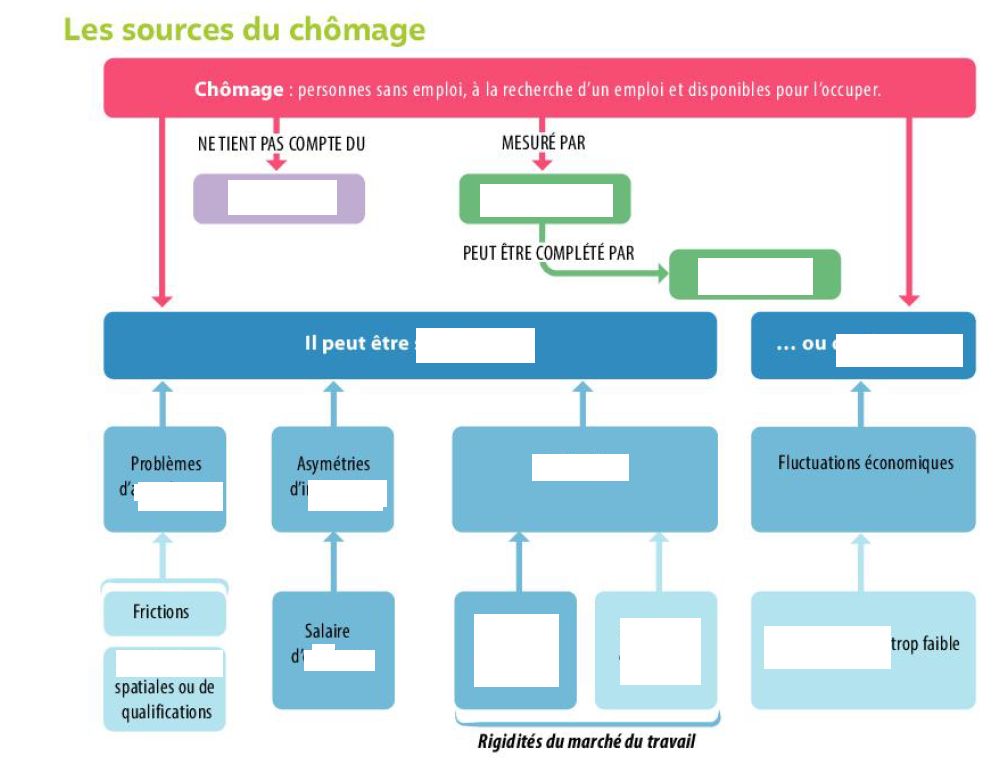 Les sources du chômage
Chômage : personnes sans emploi, à la recherche d'un emploi et disponibles pour l'occuper.
NE TIENT PAS COMPTE DU
MESURÉ PAR
PEUT ÊTRE COMPLÉTÉ PAR
Il peut être
... ou
Problèmes
Asymétries
Fluctuations économiques
Frictions
spatiales ou de
qualifications
Salaire
trop faible
Rigidités du marché du travail